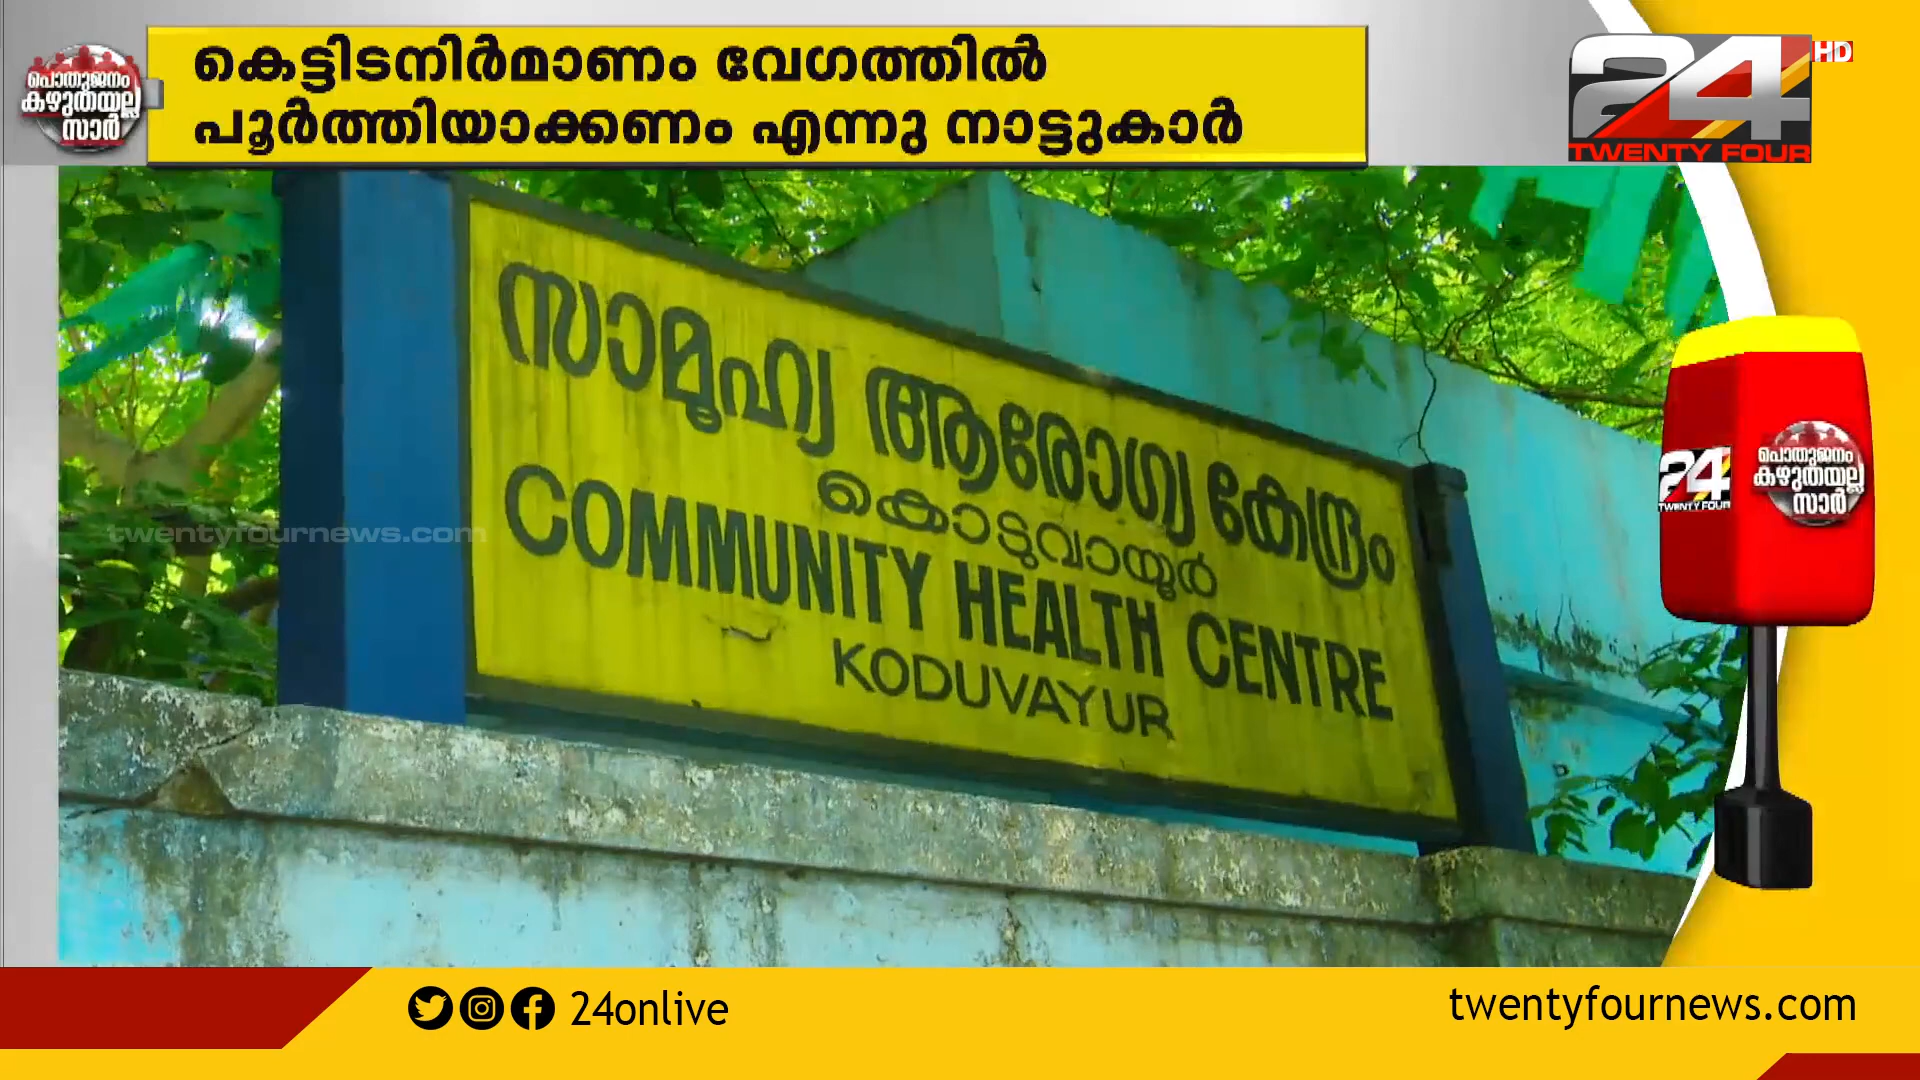 പൊതുജനം
കഴുതയല്ല
സാർ
കെട്ടിടനിർമാണം വേഗത്തിൽ
പൂർത്തിയാക്കണം എന്നു നാട്ടുകാർ
24 HD
TWENTY FOUR
സാമൂഹ്യ ആരോഗ്യ കേന്ദ്രം
കൊടുവായൂർ
COMMUNITY HEALTH CENTRE
KODUVAYUR
twentyfournews.com
24
TWENTY FOUR
പൊതുജനം
കഴുതയല്ല
സാർ
24onlive
twentyfournews.com